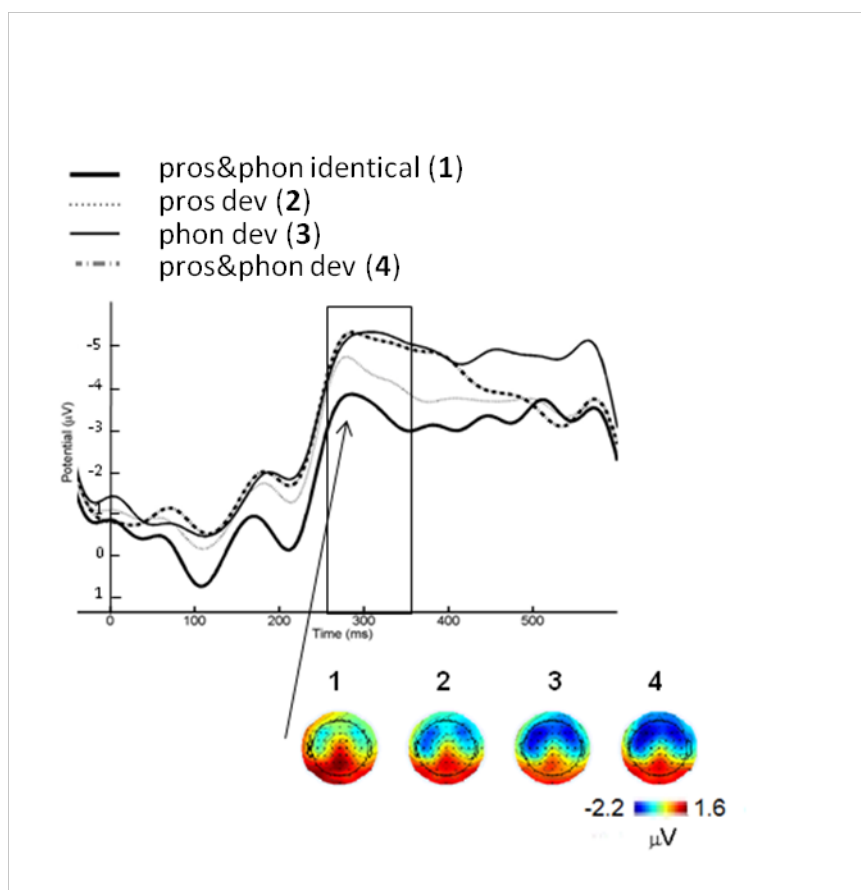 pros&phon identical (1)
pros dev (2)
phon dev (3)
pros&phon dev (4)
-5
-4
-3
-2
1
0
1
Potential (µV)
0 100 200 300 400 500
Time (ms)
1 2 3 4
-2.2 1.6
µV